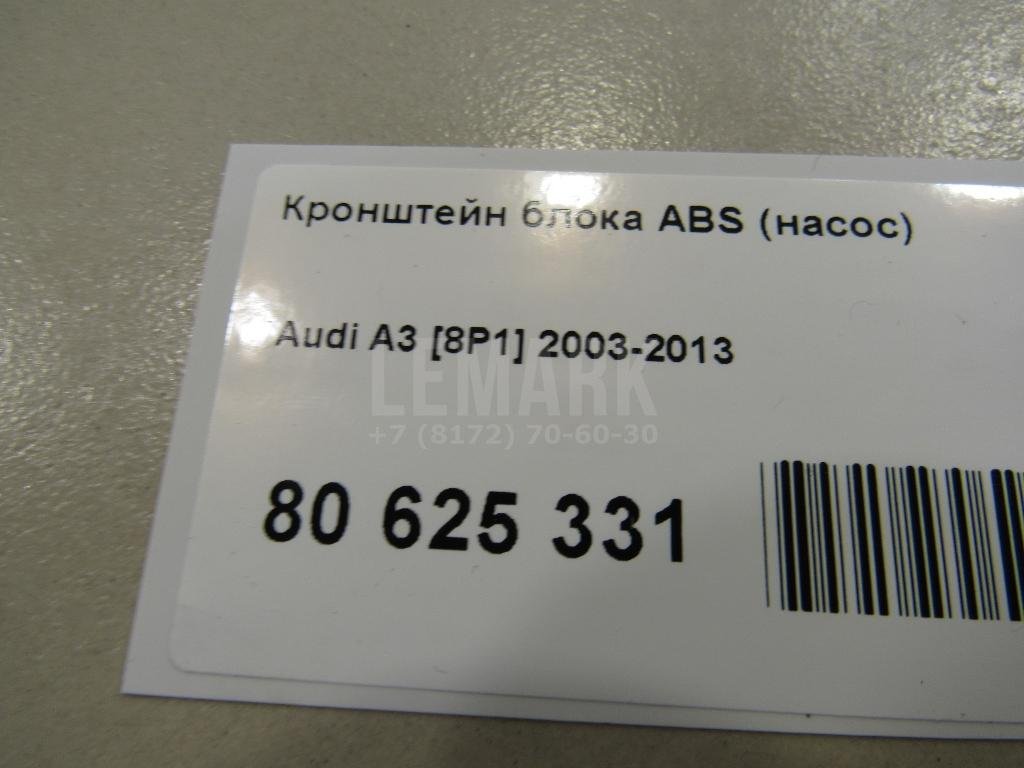 Кронштейн блока ABS (насос)
Audi A3 [8P1] 2003-2013
LEMARK
+7 (8172) 70-60-30
80 625 331